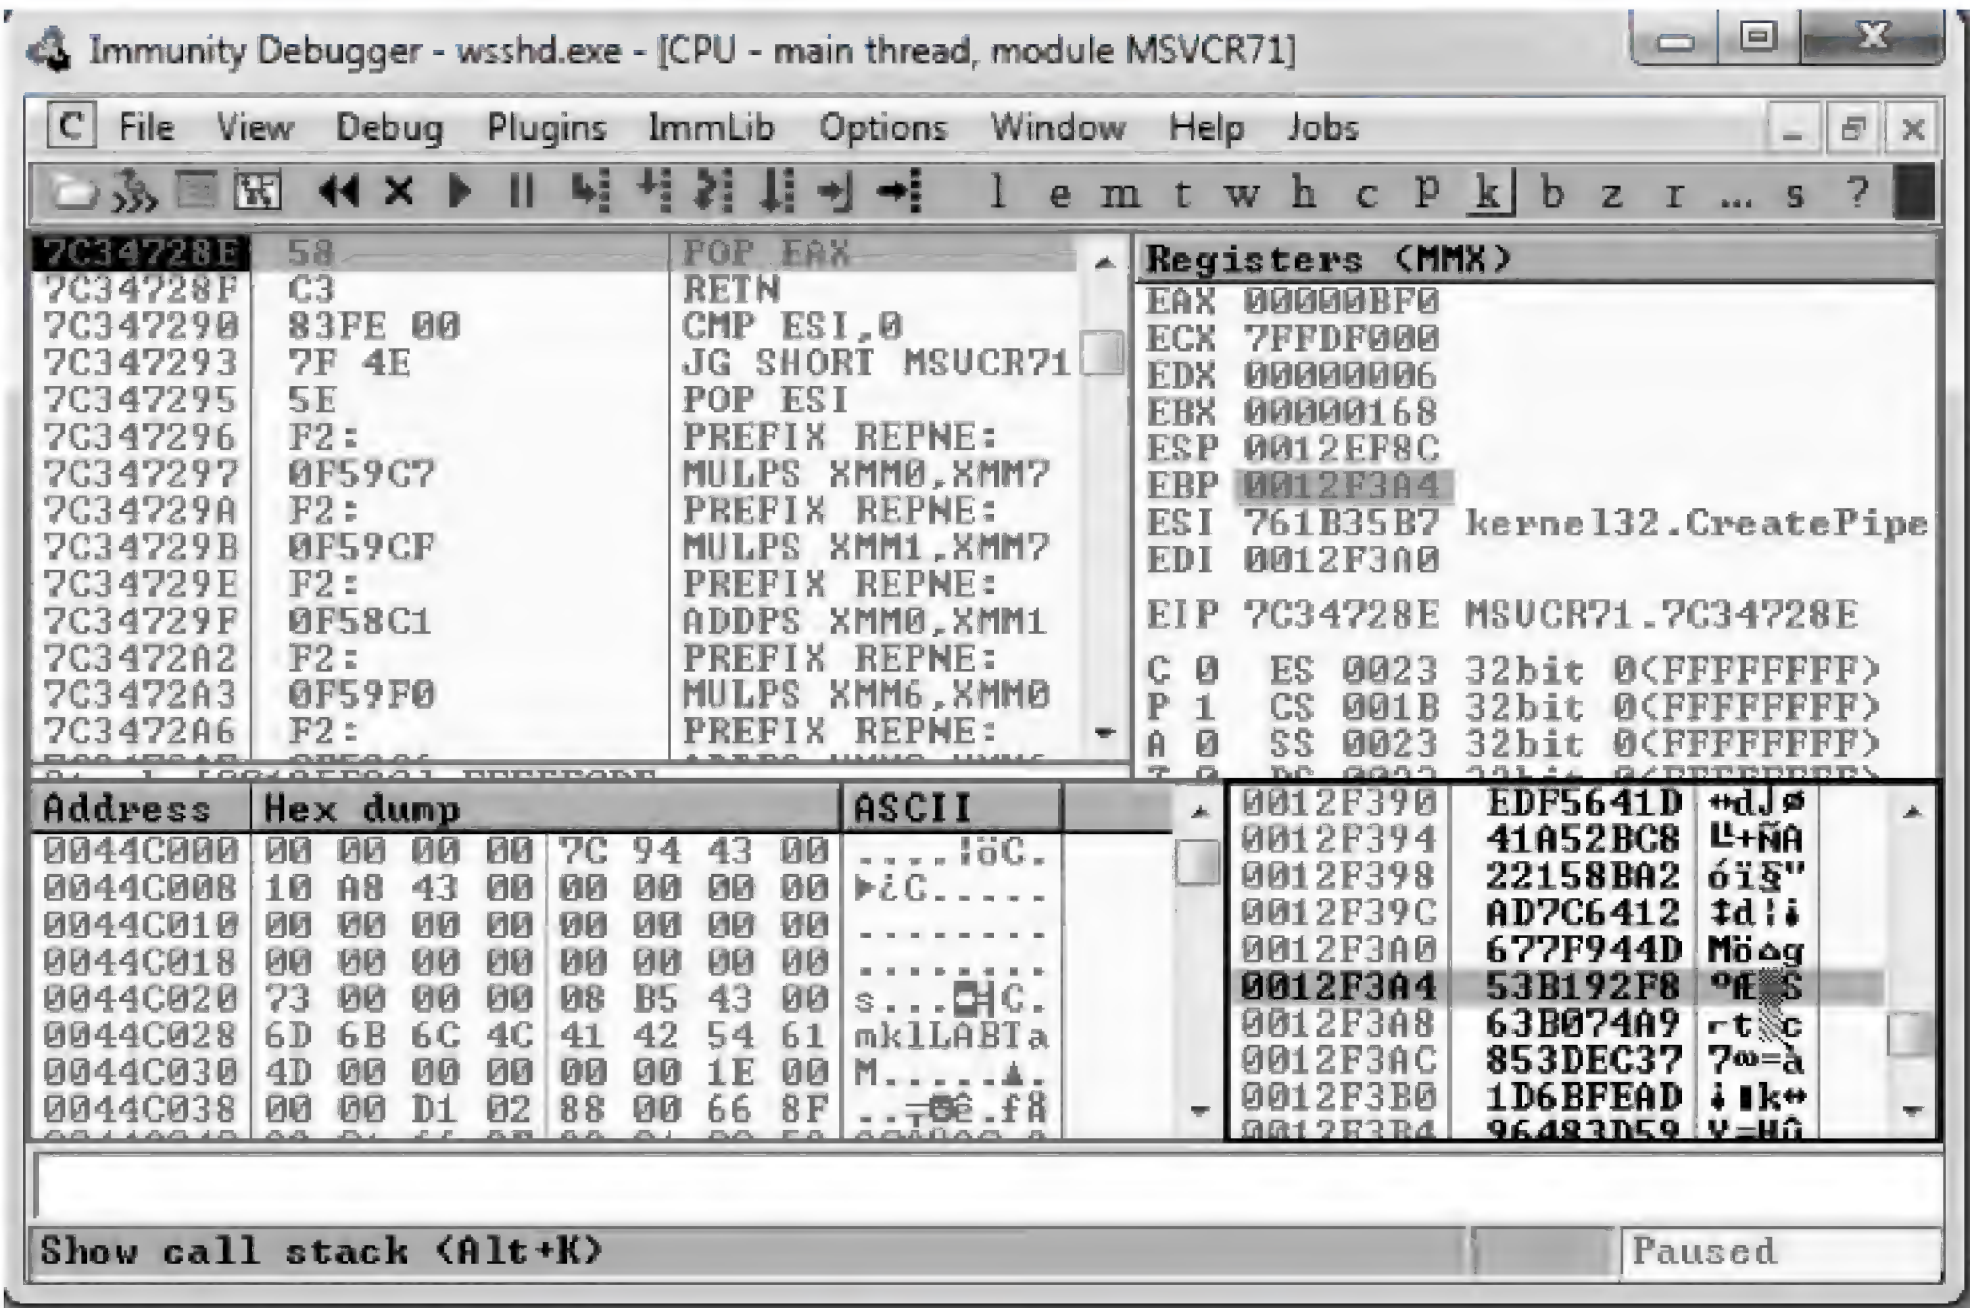 Immunity Debugger - wsshd.exe - [CPU - main thread, module MSVCR71]
C File View Debug Plugins ImmLib Options Window Help Jobs
l e m t w h c P k b z r ... s ?
7C34728E 58 POP EAX
7C34728F C3 RETN
7C347290 83FE 00 CMP ESI,0
7C347293 7F 4E JG SHORT MSVCR71
7C347295 5E POP ESI
7C347296 F2: PREFIX REPNE:
7C347297 0F59C7 MULPS XMM0,XMM7
7C34729A F2: PREFIX REPNE:
7C34729B 0F59CF MULPS XMM1,XMM7
7C34729E F2: PREFIX REPNE:
7C34729F 0F58C1 ADDPS XMM0,XMM1
7C3472A2 F2: PREFIX REPNE:
7C3472A3 0F59F0 MULPS XMM6,XMM0
7C3472A6 F2: PREFIX REPNE:
Registers (MMX)
EAX 00000BF0
ECX 7FFDF000
EDX 00000006
EBX 00000168
ESP 0012EF8C
EBP 0012F3A4
ESI 761B35B7 kernel32.CreatePipe
EDI 0012F3A0
EIP 7C34728E MSVCR71.7C34728E
C 0 ES 0023 32bit 0(FFFFFFFF)
P 1 CS 001B 32bit 0(FFFFFFFF)
A 0 SS 0023 32bit 0(FFFFFFFF)
Address Hex dump ASCII
0044C000 00 00 00 00 7C 94 43 00 ....¦öC.
0044C008 10 A8 43 00 00 00 00 00 ►¿C.....
0044C010 00 00 00 00 00 00 00 00 ........
0044C018 00 00 00 00 00 00 00 00 ........
0044C020 73 00 00 00 08 B5 43 00 s...◘╡C.
0044C028 6D 6B 6C 4C 41 42 54 61 mklLABTa
0044C030 4D 00 00 00 00 00 1E 00 M.....▲.
0044C038 00 00 D1 02 88 00 66 8F ..╤☻ê.fÅ
0012F390 EDF5641D ↔dJø
0012F394 41A52BC8 ╚+ÑA
0012F398 22158BA2 óï§"
0012F39C AD7C6412 ↕d¦¡
0012F3A0 677F944D Mö⌂g
0012F3A4 53B192F8 °Æ▒S
0012F3A8 63B074A9 ⌐t░c
0012F3AC 853DEC37 7∞=à
0012F3B0 1D6BFEAD ¡■k↔
0012F3B4 96483D59 Y=Hû
Show call stack (Alt+K)
Paused